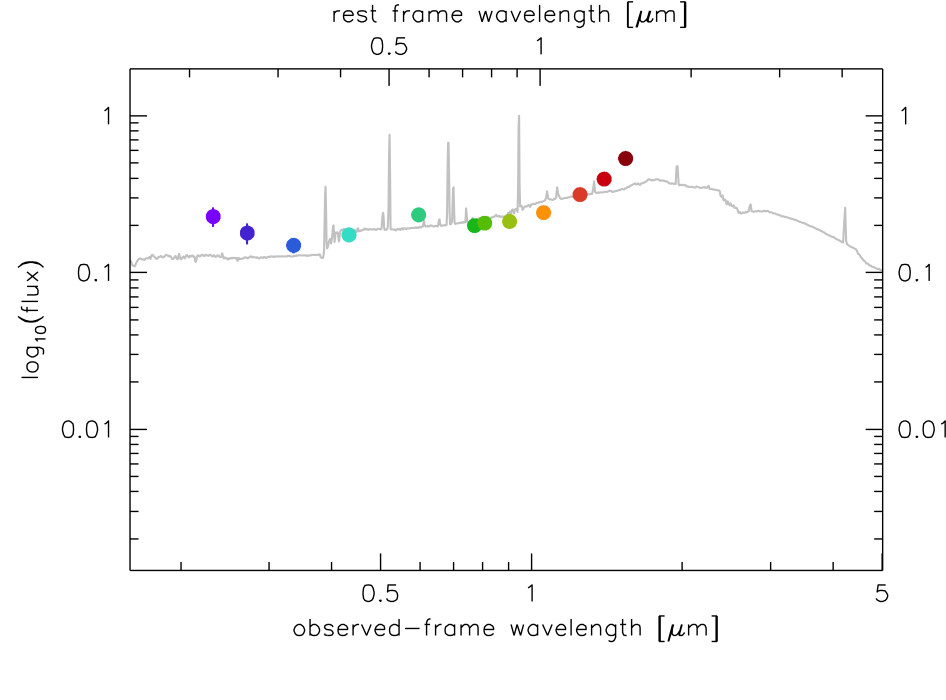 rest frame wavelength [μm]
0.5 1
1 1
0.1 0.1
log10(flux)
0.01 0.01
0.5 1 5
observed-frame wavelength [μm]